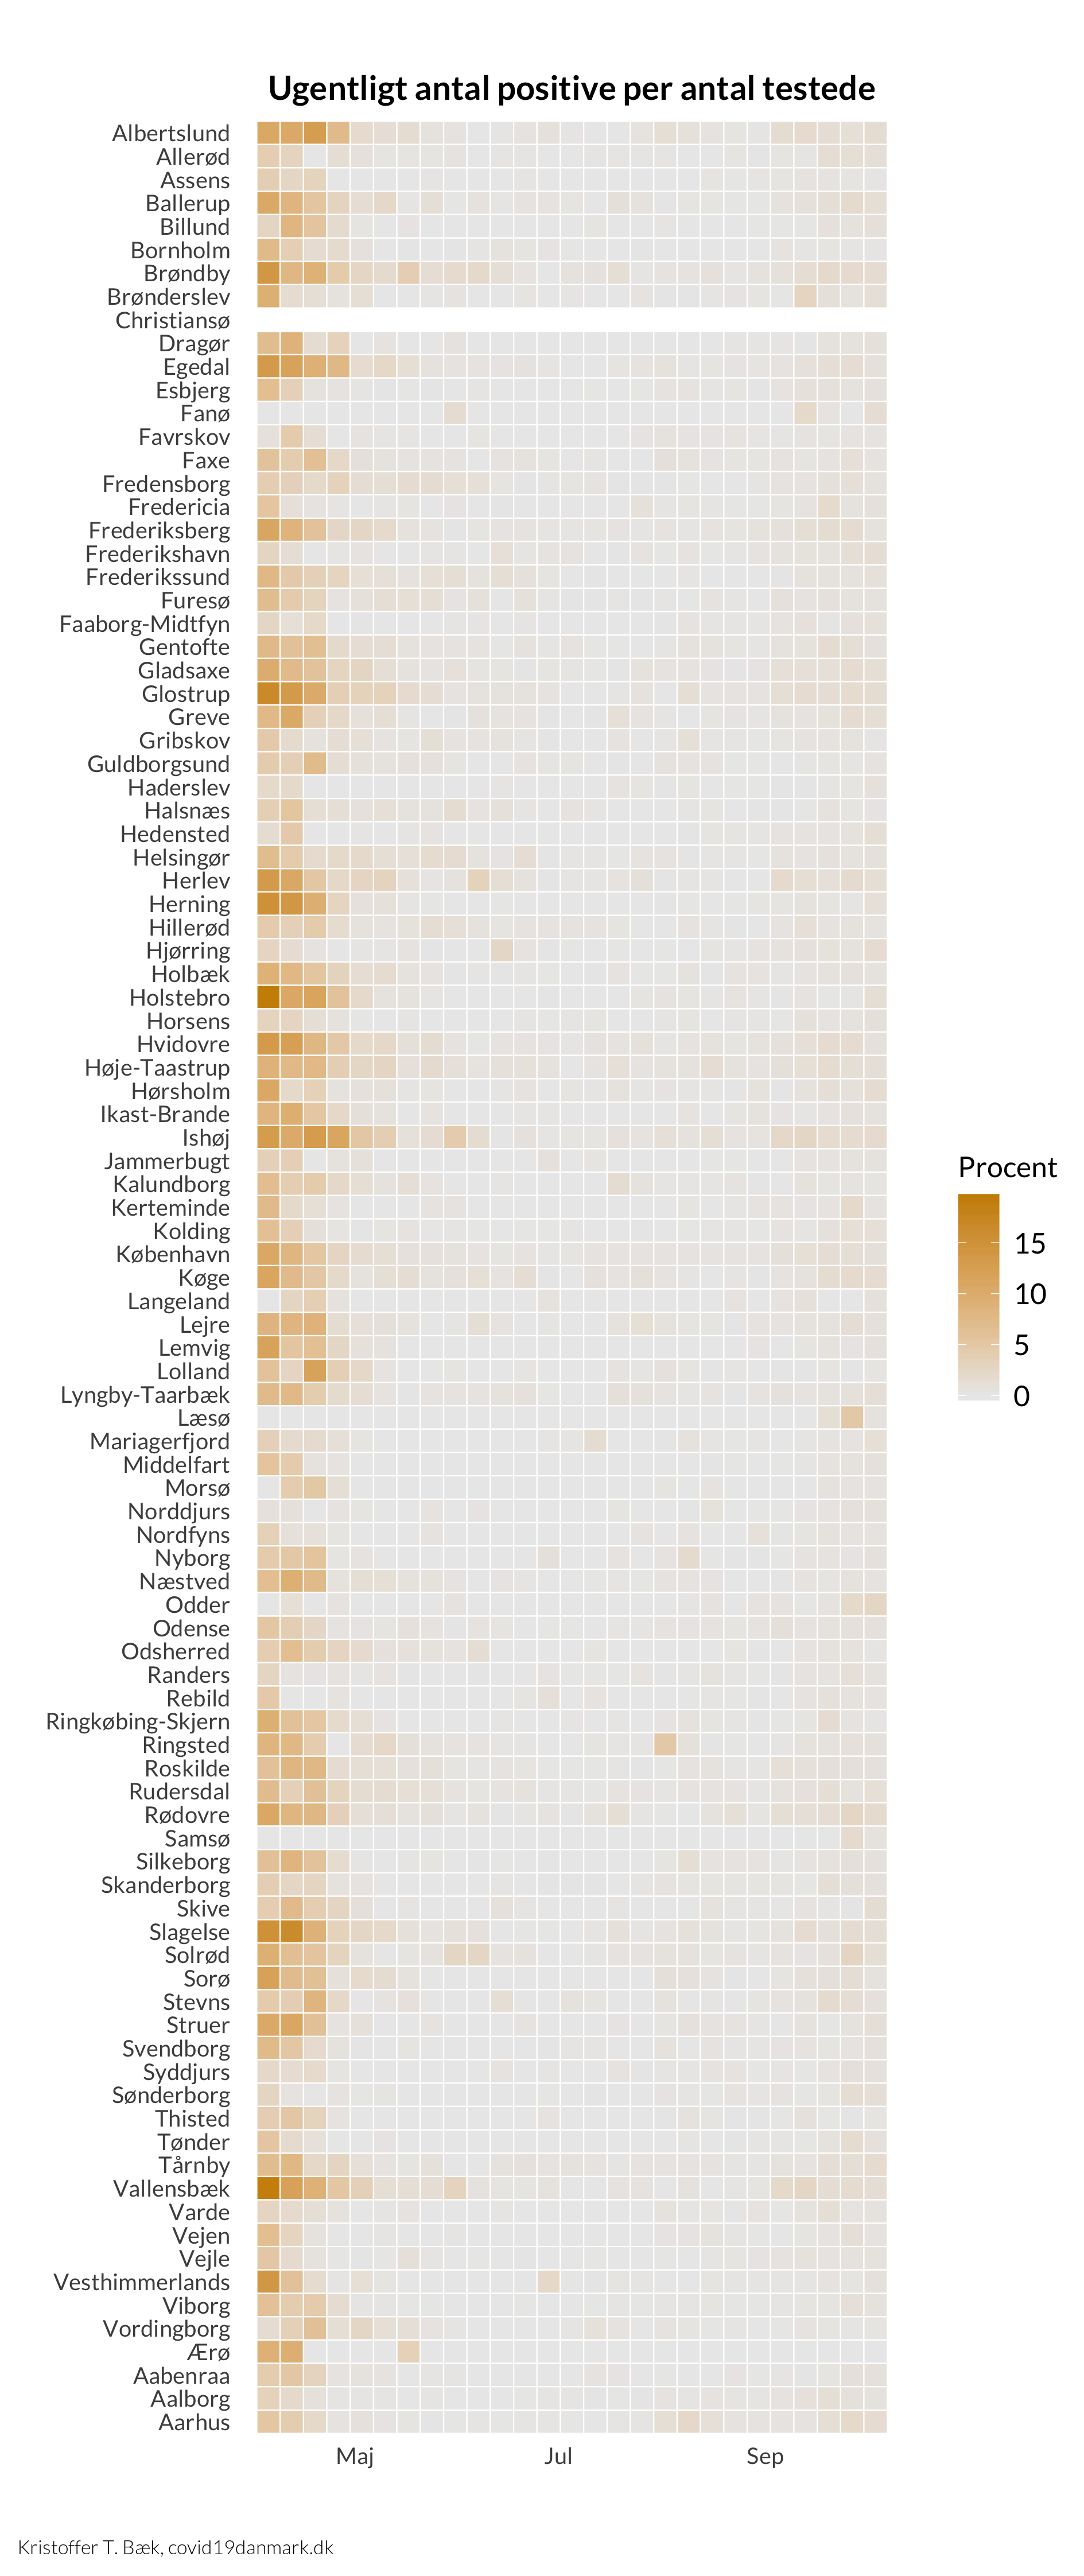 Ugentligt antal positive per antal testede
Albertslund
Allerød
Assens
Ballerup
Billund
Bornholm
Brøndby
Brønderslev
Christiansø
Dragør
Egedal
Esbjerg
Fanø
Favrskov
Faxe
Fredensborg
Fredericia
Frederiksberg
Frederikshavn
Frederikssund
Furesø
Faaborg-Midtfyn
Gentofte
Gladsaxe
Glostrup
Greve
Gribskov
Guldborgsund
Haderslev
Halsnæs
Hedensted
Helsingør
Herlev
Herning
Hillerød
Hjørring
Holbæk
Holstebro
Horsens
Hvidovre
Høje-Taastrup
Hørsholm
Ikast-Brande
Ishøj
Jammerbugt
Kalundborg
Kerteminde
Kolding
København
Køge
Langeland
Lejre
Lemvig
Lolland
Lyngby-Taarbæk
Læsø
Mariagerfjord
Middelfart
Morsø
Norddjurs
Nordfyns
Nyborg
Næstved
Odder
Odense
Odsherred
Randers
Rebild
Ringkøbing-Skjern
Ringsted
Roskilde
Rudersdal
Rødovre
Samsø
Silkeborg
Skanderborg
Skive
Slagelse
Solrød
Sorø
Stevns
Struer
Svendborg
Syddjurs
Sønderborg
Thisted
Tønder
Tårnby
Vallensbæk
Varde
Vejen
Vejle
Vesthimmerlands
Viborg
Vordingborg
Ærø
Aabenraa
Aalborg
Aarhus
Maj Jul Sep
Procent
15
10
5
0
Kristoffer T. Bæk, covid19danmark.dk